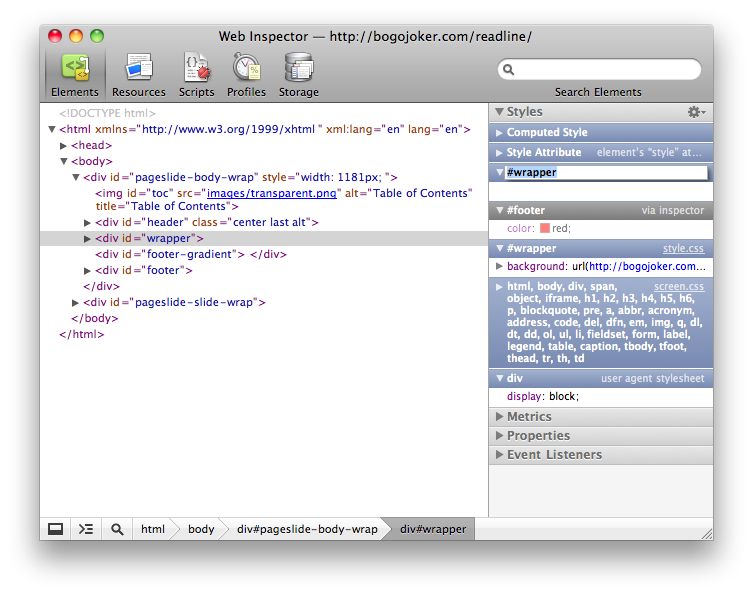 Web Inspector — http://bogojoker.com/readline/
Elements
Resources
Scripts
Profiles
Storage
Search Elements
<!DOCTYPE html>
<html xmlns="http://www.w3.org/1999/xhtml " xml:lang="en" lang="en">
<head>
<body>
<div id="pageslide-body-wrap" style="width: 1181px; ">
<img id="toc" src="images/transparent.png" alt="Table of Contents"
title="Table of Contents">
<div id="header" class="center last alt">
<div id="wrapper">
<div id="footer-gradient"> </div>
<div id="footer">
</div>
<div id="pageslide-slide-wrap">
</body>
</html>
Styles
Computed Style
Style Attribute element's "style" at…
#wrapper
#footer via inspector
color: red;
#wrapper style.css
background: url(http://bogojoker.com…
html, body, div, span, screen.css
object, iframe, h1, h2, h3, h4, h5, h6,
p, blockquote, pre, a, abbr, acronym,
address, code, del, dfn, em, img, q, dl,
dt, dd, ol, ul, li, fieldset, form, label,
legend, table, caption, tbody, tfoot,
thead, tr, th, td
div user agent stylesheet
display: block;
Metrics
Properties
Event Listeners
html
body
div#pageslide-body-wrap
div#wrapper